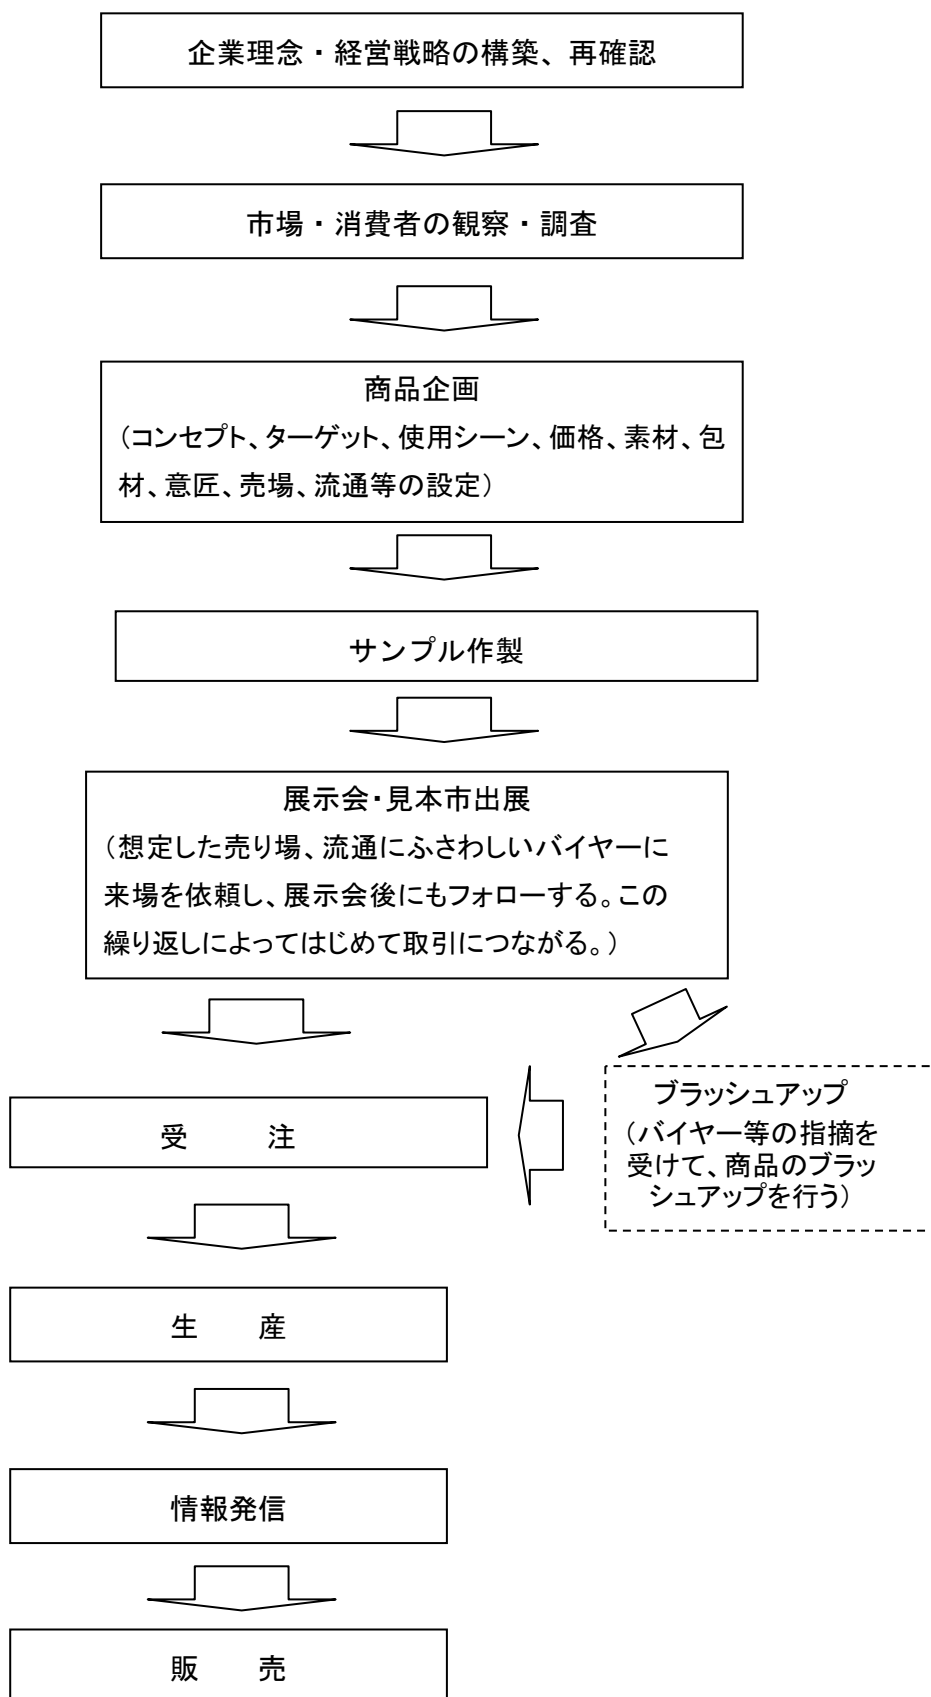 企業理念・経営戦略の構築、再確認
市場・消費者の観察・調査
商品企画
（コンセプト、ターゲット、使用シーン、価格、素材、包
材、意匠、売場、流通等の設定）
サンプル作製
展示会・見本市出展
（想定した売り場、流通にふさわしいバイヤーに
来場を依頼し、展示会後にもフォローする。この
繰り返しによってはじめて取引につながる。）
ブラッシュアップ
（バイヤー等の指摘を
受けて、商品のブラッ
シュアップを行う）
受　　　注
生　　産
情報発信
販　　売